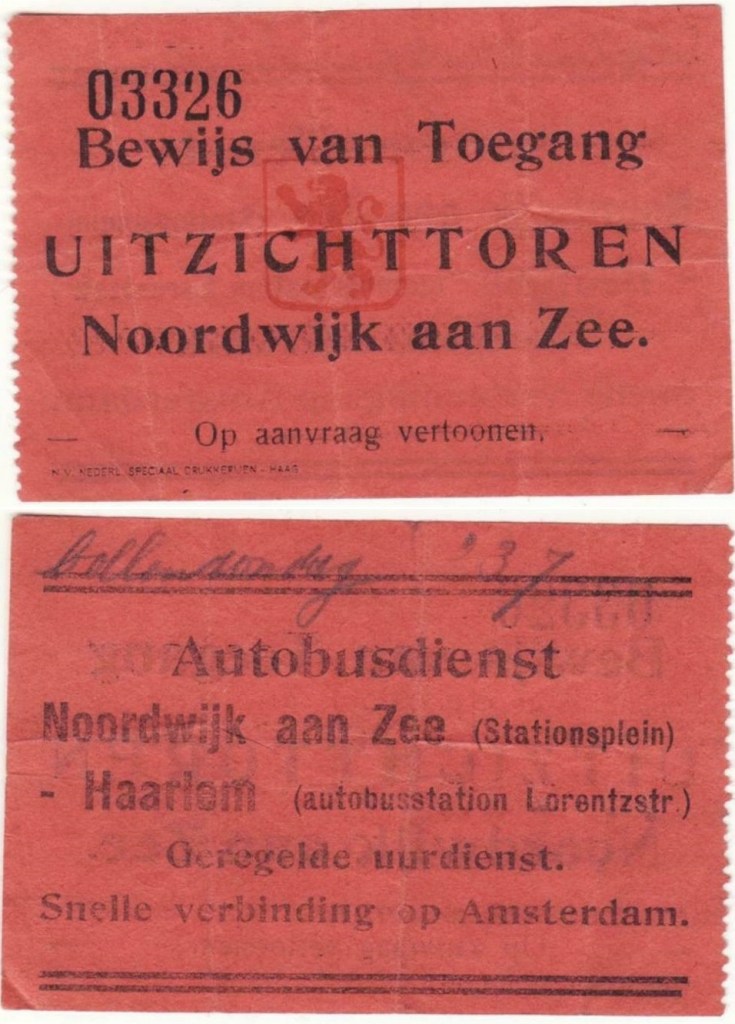 03326
Bewijs van Toegang
UITZICHTTOREN
Noordwijk aan Zee.
— Op aanvraag vertoonen. —
N.V. NEDERL. SPECIAAL DRUKKERIJEN - HAAG
37
Autobusdienst
Noordwijk aan Zee (Stationsplein)
- Haarlem (autobusstation Lorentzstr.)
Geregelde uurdienst.
Snelle verbinding op Amsterdam.